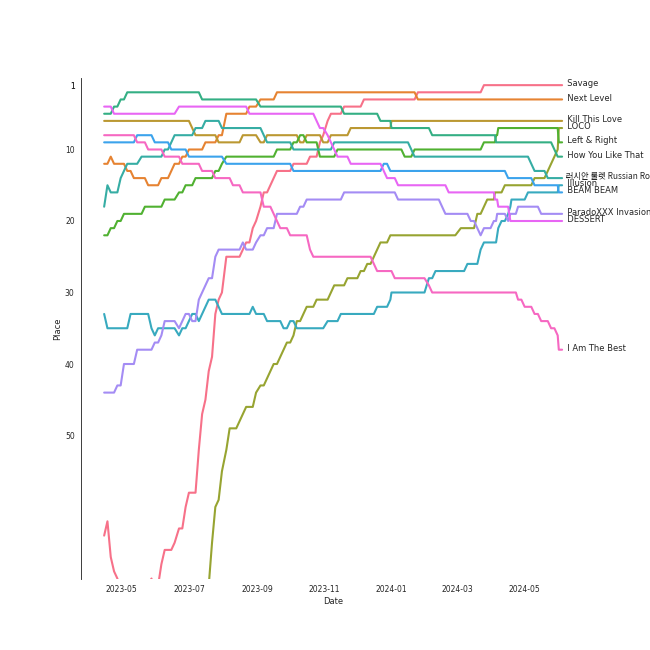 1
10
20
30
40
50
Place
2023-05
2023-07
2023-09
2023-11
2024-01
2024-03
2024-05
Date
Savage
Next Level
Kill This Love
LOCO
Left & Right
How You Like That
러시안 룰렛 Russian Ro
Illusion
BEAM BEAM
ParadoXXX Invasion
DESSERT
I Am The Best